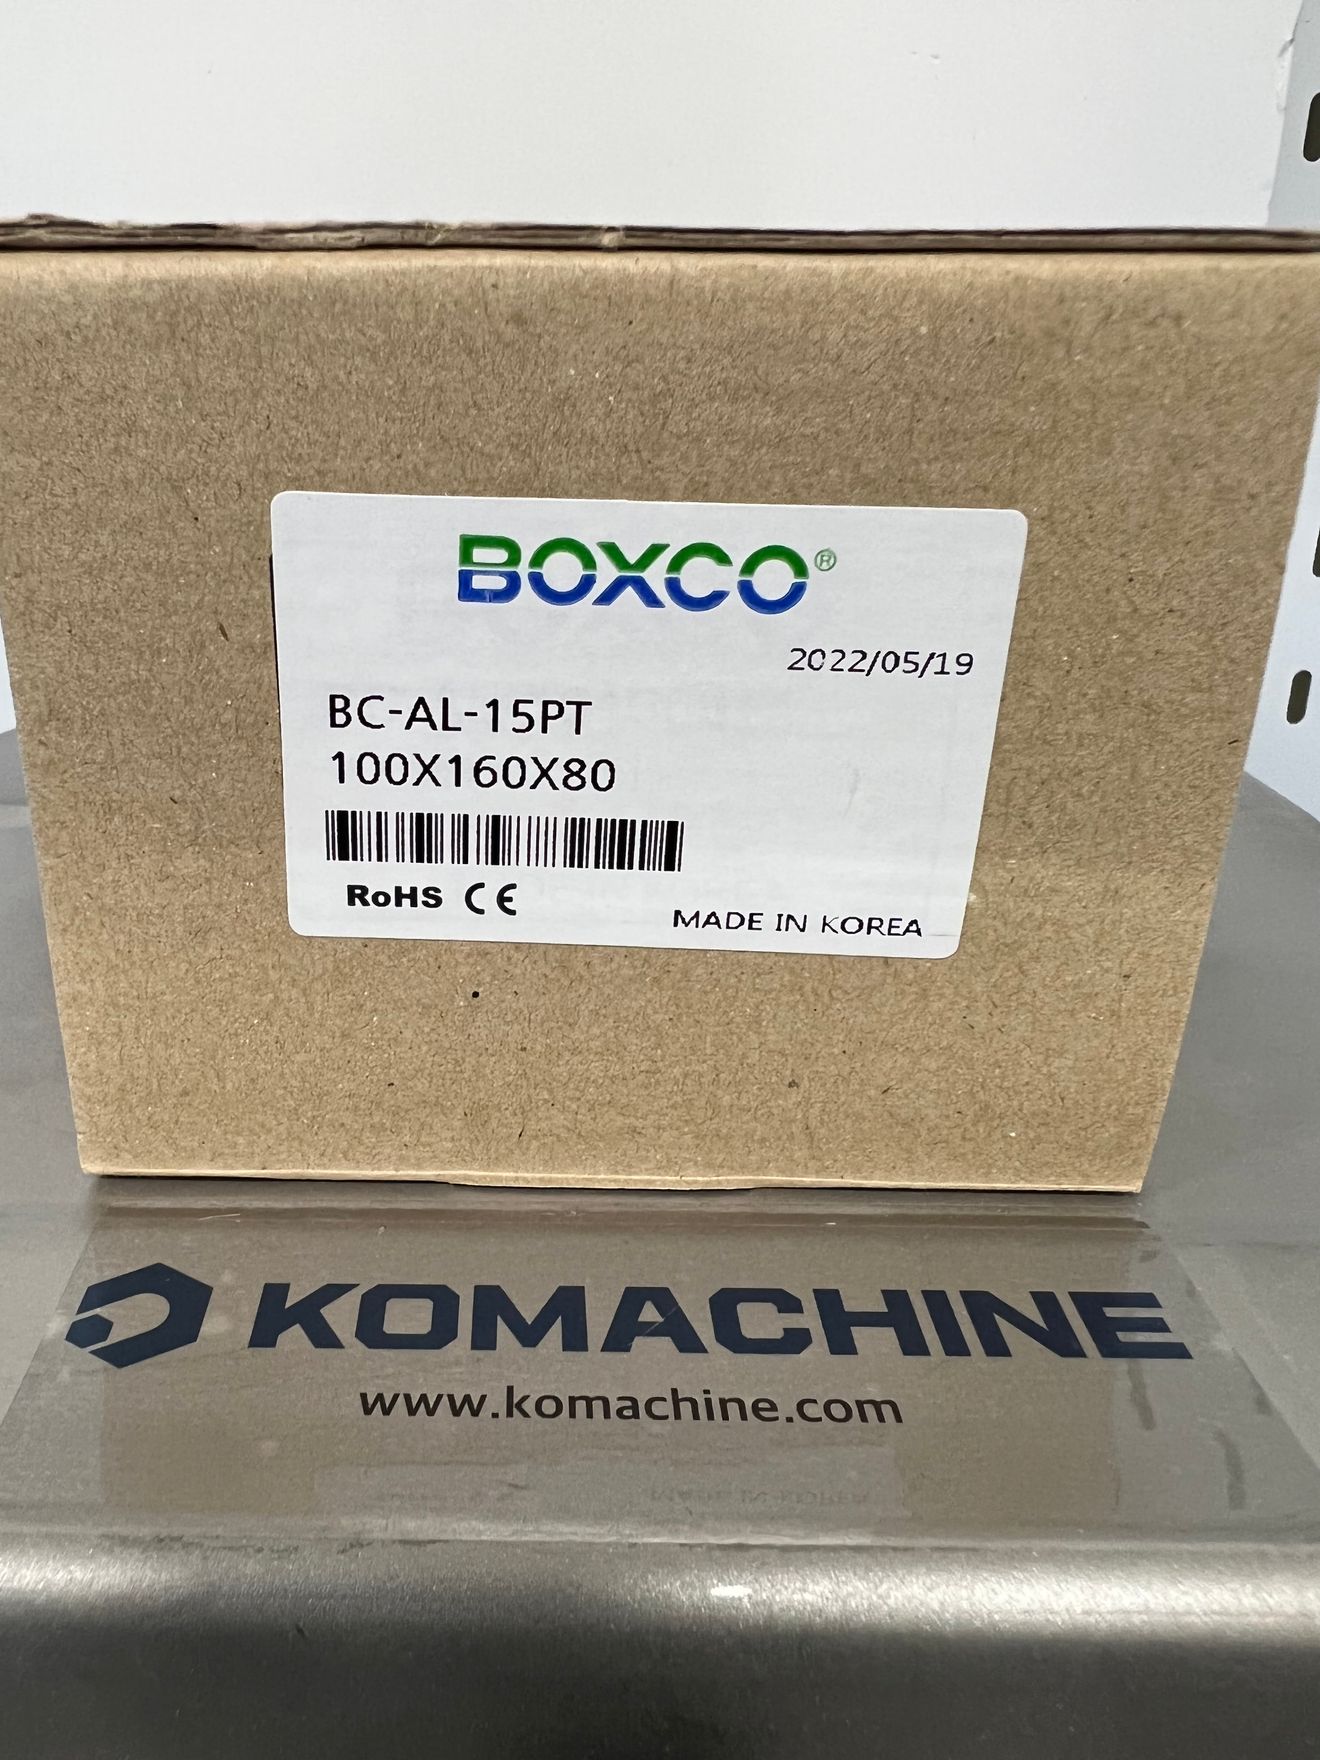 BOXCO®
2022/05/19
BC-AL-15PT
100X160X80
RoHS CE
MADE IN KOREA
KOMACHINE
www.komachine.com